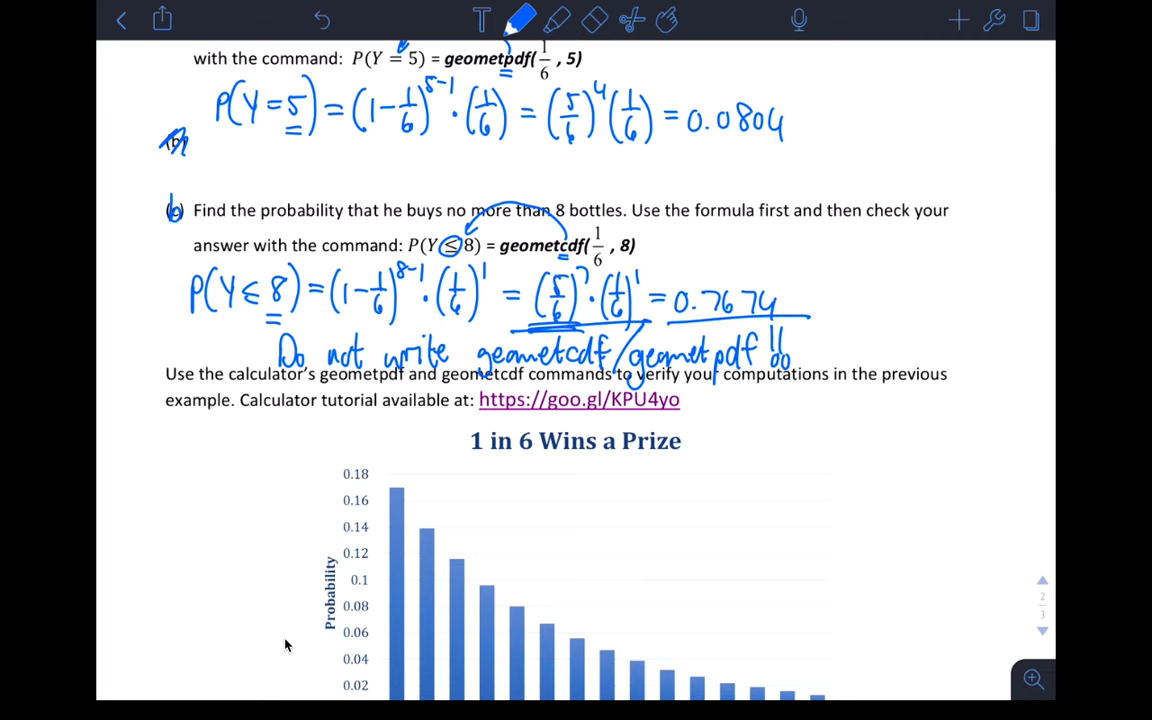 with the command: P(Y = 5) = geometpdf(1/6, 5)
P(Y=5) = (1-1/6)^5-1 · (1/6) = (5/6)^4 (1/6) = 0.0804
b Find the probability that he buys no more than 8 bottles. Use the formula first and then check your
answer with the command: P(Y ≤ 8) = geometcdf(1/6, 8)
P(Y≤8) = (1-1/6)^8-1 · (1/6)^1 = (5/6)^7 · (1/6)^1 = 0.7674
Do not write geometcdf/geometpdf !!
Use the calculator's geometpdf and geometcdf commands to verify your computations in the previous
example. Calculator tutorial available at: https://goo.gl/KPU4yo
1 in 6 Wins a Prize
0.18
0.16
0.14
0.12
0.1
0.08
0.06
0.04
0.02
Probability
2
3